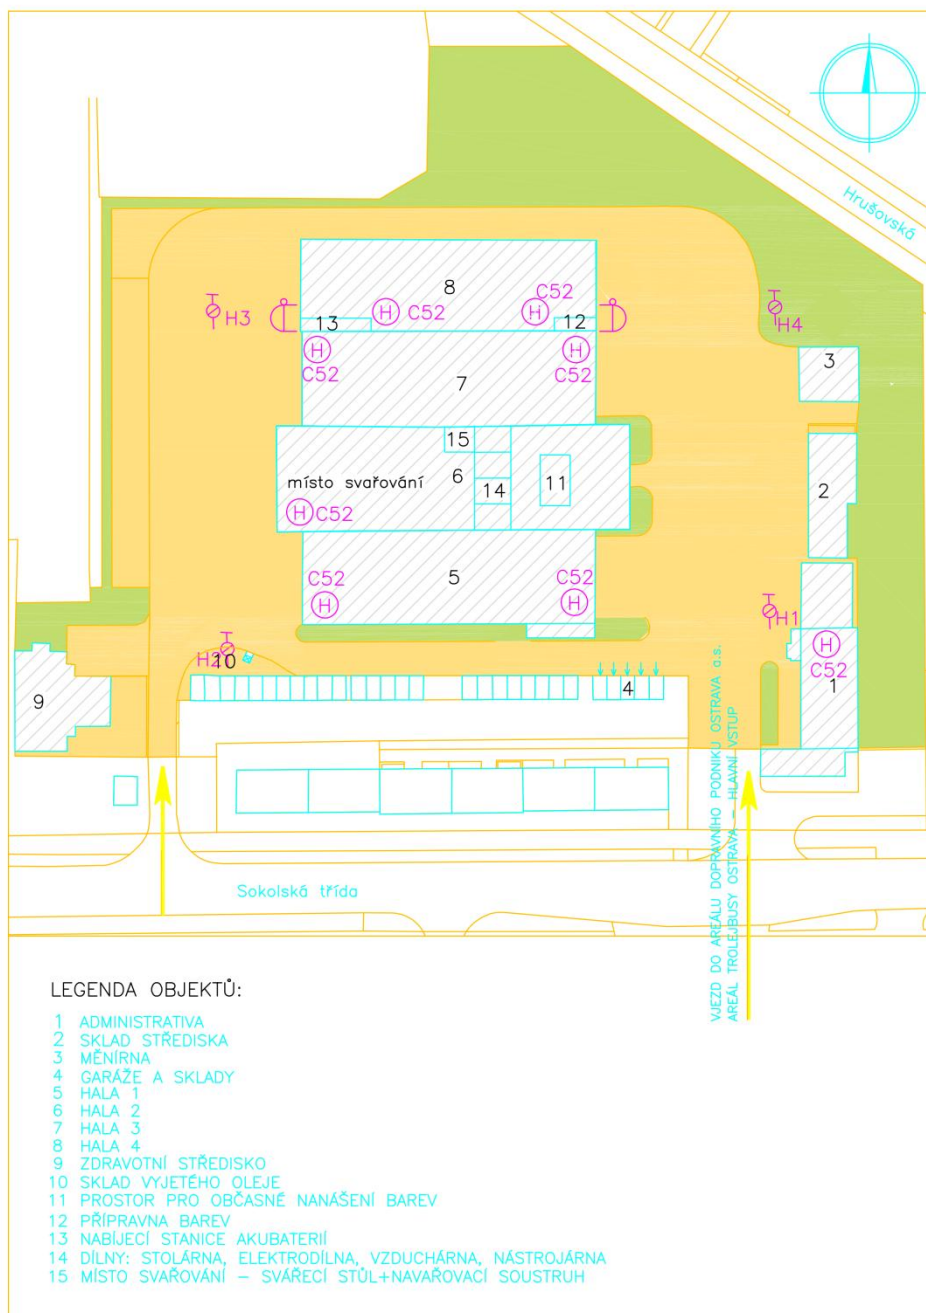 Hrušovská
8
C52
C52
H3
13
12
H4
C52
7
C52
3
15
místo svařování
6
14
11
2
H
C52
H
H
H
H
C52
5
C52
H
H
H1
H2
10
H
C52
9
4
1
VJEZD DO AREÁLU DOPRAVNÍHO PODNIKU OSTRAVA a.s.
AREÁL TROLEJBUSY OSTRAVA – HLAVNÍ VSTUP
Sokolská třída
LEGENDA OBJEKTŮ:
1 ADMINISTRATIVA
2 SKLAD STŘEDISKA
3 MĚNÍRNA
4 GARÁŽE A SKLADY
5 HALA 1
6 HALA 2
7 HALA 3
8 HALA 4
9 ZDRAVOTNÍ STŘEDISKO
10 SKLAD VYJETÉHO OLEJE
11 PROSTOR PRO OBČASNÉ NANÁŠENÍ BAREV
12 PŘÍPRAVNA BAREV
13 NABÍJECÍ STANICE AKUBATERIÍ
14 DÍLNY: STOLÁRNA, ELEKTRODÍLNA, VZDUCHÁRNA, NÁSTROJÁRNA
15 MÍSTO SVAŘOVÁNÍ – SVÁŘECÍ STŮL+NAVAŘOVACÍ SOUSTRUH